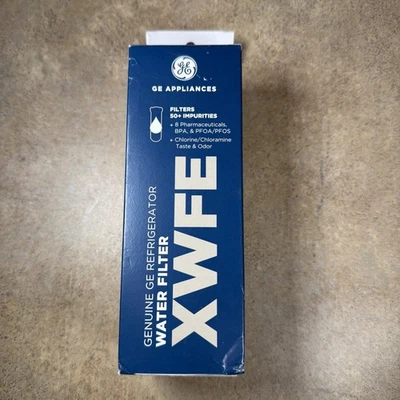 GE
GE APPLIANCES
FILTERS
50+ IMPURITIES
+ 8 Pharmaceuticals,
BPA, & PFOA/PFOS
+ Chlorine/Chloramine
Taste & Odor
GENUINE GE REFRIGERATOR
WATER FILTER
XWFE